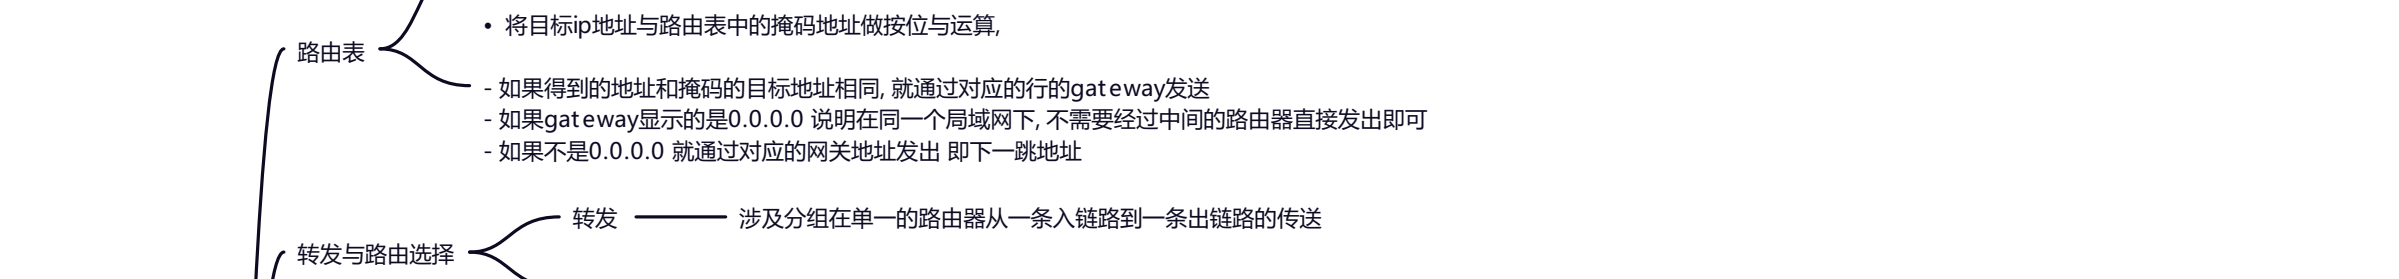 • 将目标ip地址与路由表中的掩码地址做按位与运算,
路由表
- 如果得到的地址和掩码的目标地址相同, 就通过对应的行的gateway发送
- 如果gateway显示的是0.0.0.0 说明在同一个局域网下, 不需要经过中间的路由器直接发出即可
- 如果不是0.0.0.0 就通过对应的网关地址发出 即下一跳地址
转发
涉及分组在单一的路由器从一条入链路到一条出链路的传送
转发与路由选择